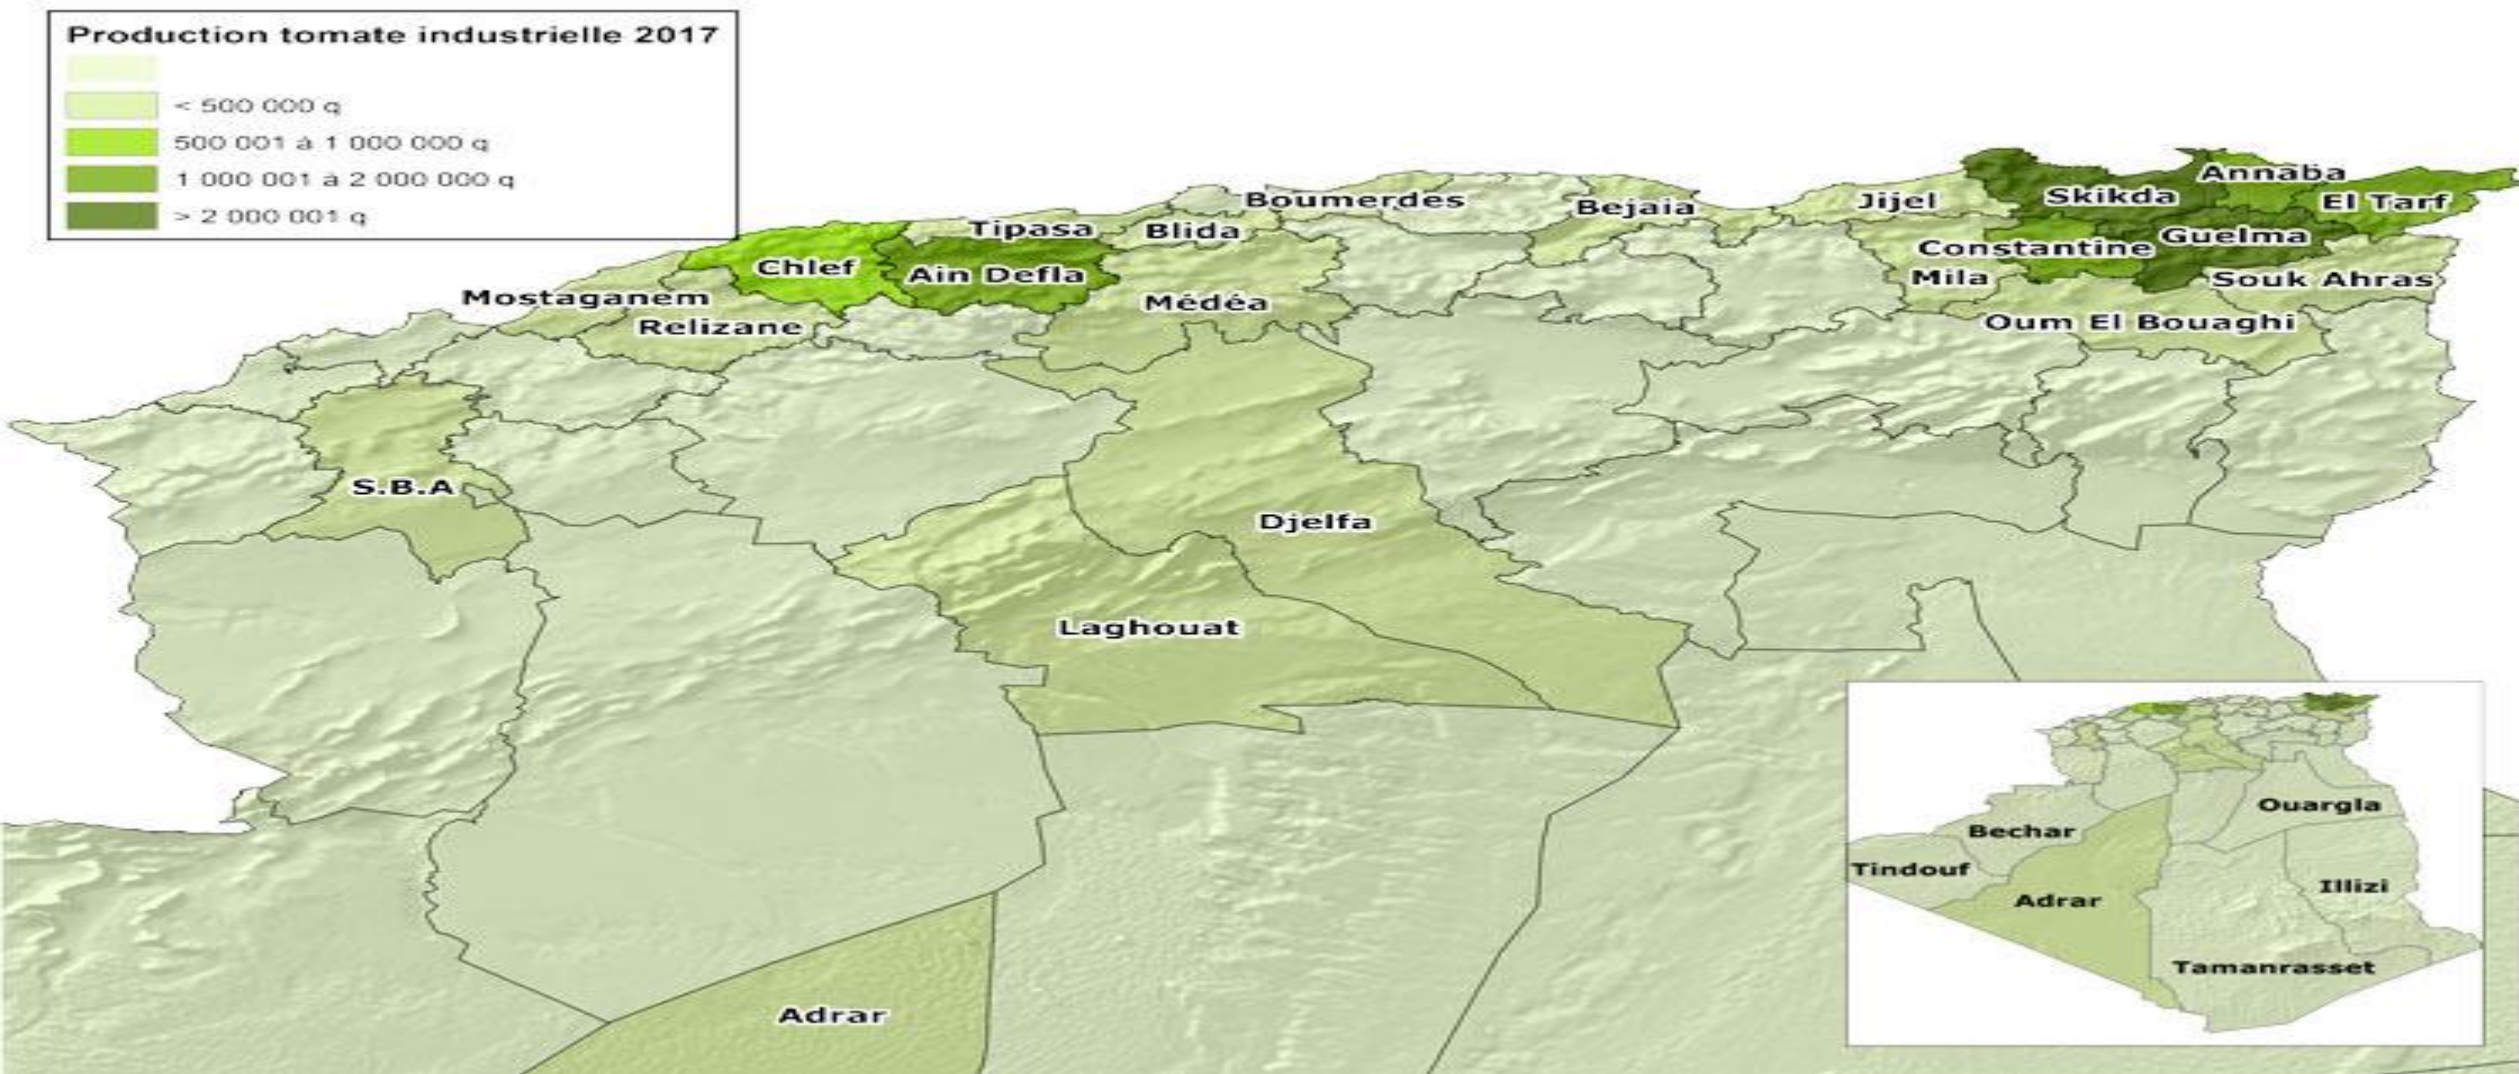 Production tomate industrielle 2017
< 500 000 q
500 001 à 1 000 000 q
1 000 001 à 2 000 000 q
> 2 000 001 q
Annaba
Skikda
El Tarf
Jijel
Boumerdes
Bejaia
Tipasa
Blida
Guelma
Constantine
Chlef
Ain Defla
Mila
Souk Ahras
Mostaganem
Médéa
Relizane
Oum El Bouaghi
S.B.A
Djelfa
Laghouat
Adrar
Ouargla
Bechar
Tindouf
Illizi
Adrar
Tamanrasset